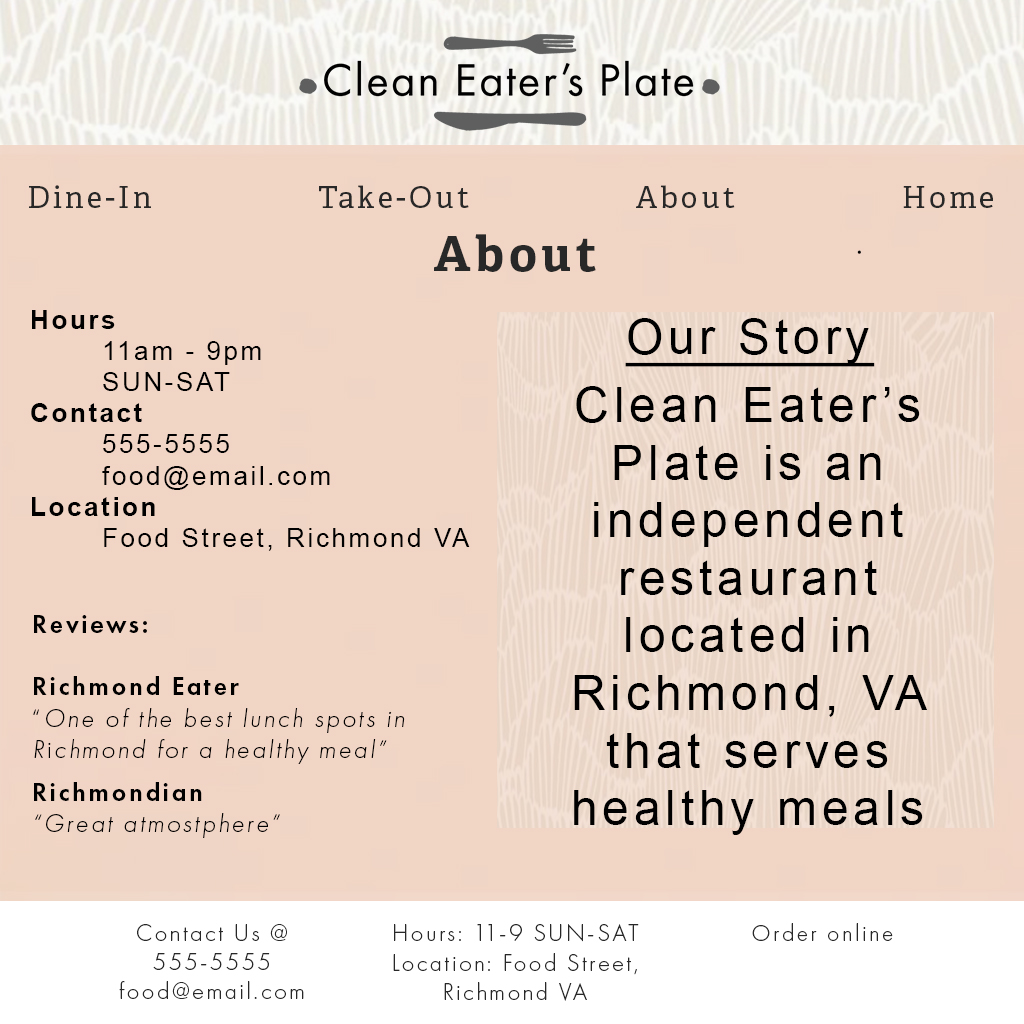 Clean Eater’s Plate
Dine-In
Take-Out
About
Home
About
Hours
11am - 9pm
SUN-SAT
Contact
555-5555
food@email.com
Location
Food Street, Richmond VA
Reviews:
Richmond Eater
“One of the best lunch spots in
Richmond for a healthy meal”
Richmondian
“Great atmostphere”
Our Story
Clean Eater’s
Plate is an
independent
restaurant
located in
Richmond, VA
that serves
healthy meals
Contact Us @
555-5555
food@email.com
Hours: 11-9 SUN-SAT
Location: Food Street,
Richmond VA
Order online